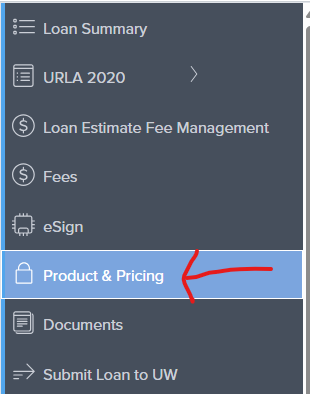 Loan Summary
URLA 2020
Loan Estimate Fee Management
Fees
eSign
Product & Pricing
Documents
Submit Loan to UW